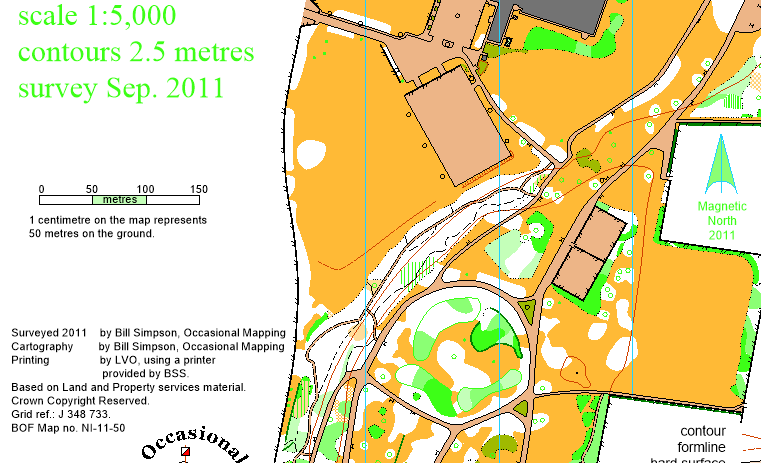 scale 1:5,000
contours 2.5 metres
survey Sep. 2011
0 50 100 150
metres
1 centimetre on the map represents
50 metres on the ground.
Magnetic
North
2011
Surveyed 2011 by Bill Simpson, Occasional Mapping
Cartography by Bill Simpson, Occasional Mapping
Printing by LVO, using a printer
provided by BSS.
Based on Land and Property services material.
Crown Copyright Reserved.
Grid ref.: J 348 733.
BOF Map no. NI-11-50
Occasional
contour
formline
hard surface